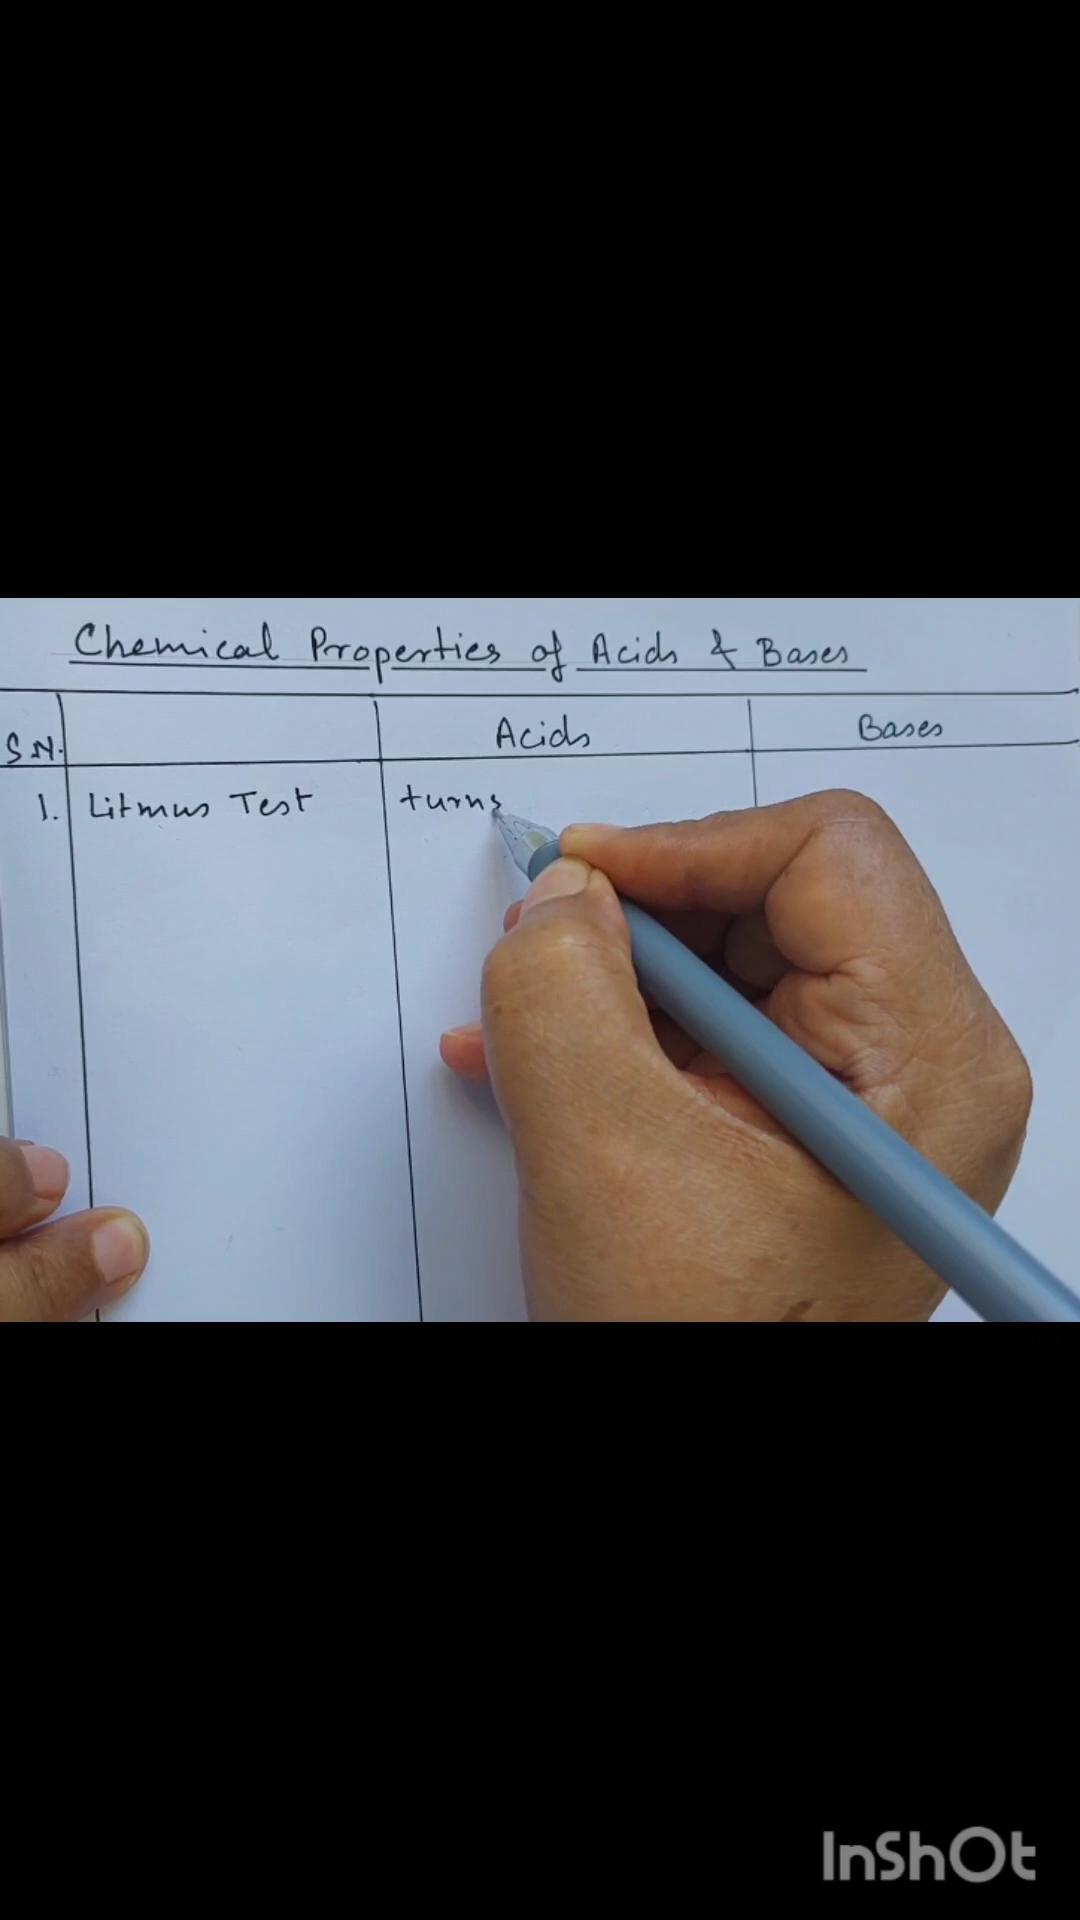 Chemical Properties of Acids & Bases
S.N. Acids Bases
1. Litmus Test turns
InShOt